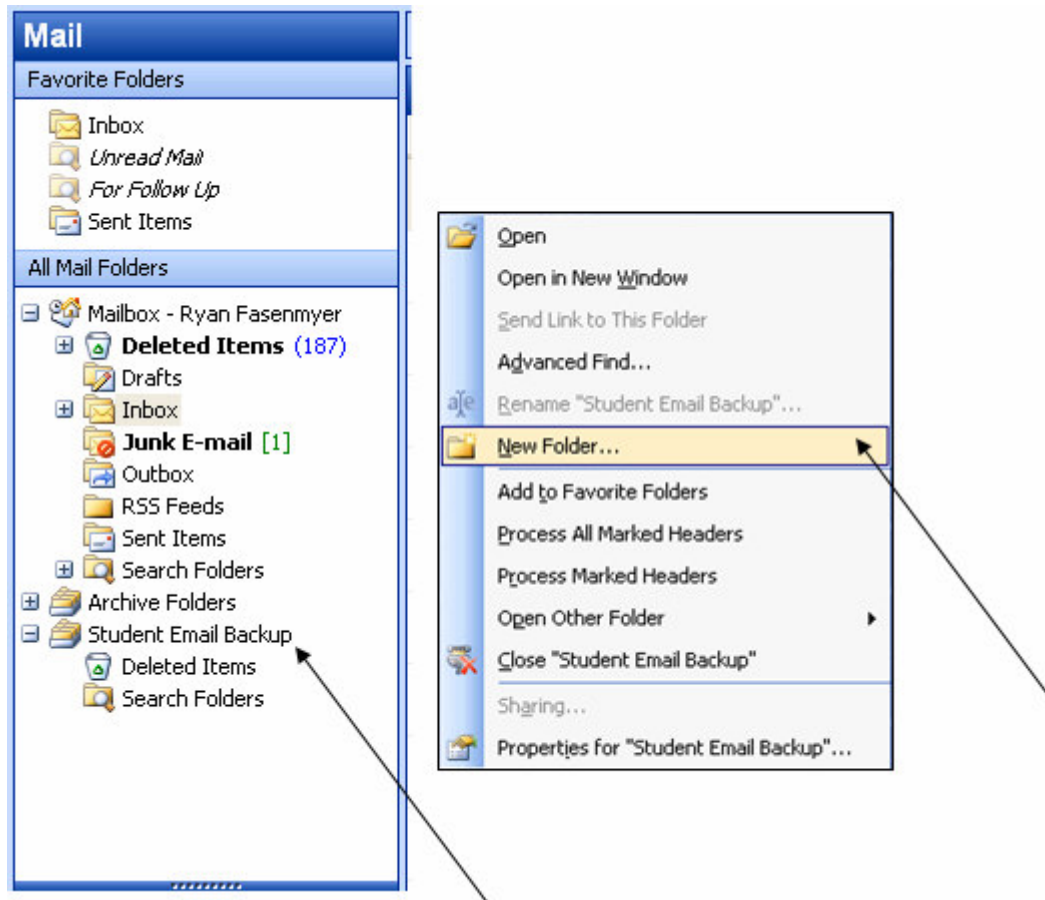 Mail
Favorite Folders
Inbox
Unread Mail
For Follow Up
Sent Items
All Mail Folders
Mailbox - Ryan Fasenmyer
Deleted Items (187)
Drafts
Inbox
Junk E-mail [1]
Outbox
RSS Feeds
Sent Items
Search Folders
Archive Folders
Student Email Backup
Deleted Items
Search Folders
Open
Open in New Window
Send Link to This Folder
Advanced Find...
Rename "Student Email Backup"...
New Folder...
Add to Favorite Folders
Process All Marked Headers
Process Marked Headers
Open Other Folder
Close "Student Email Backup"
Sharing...
Properties for "Student Email Backup"...